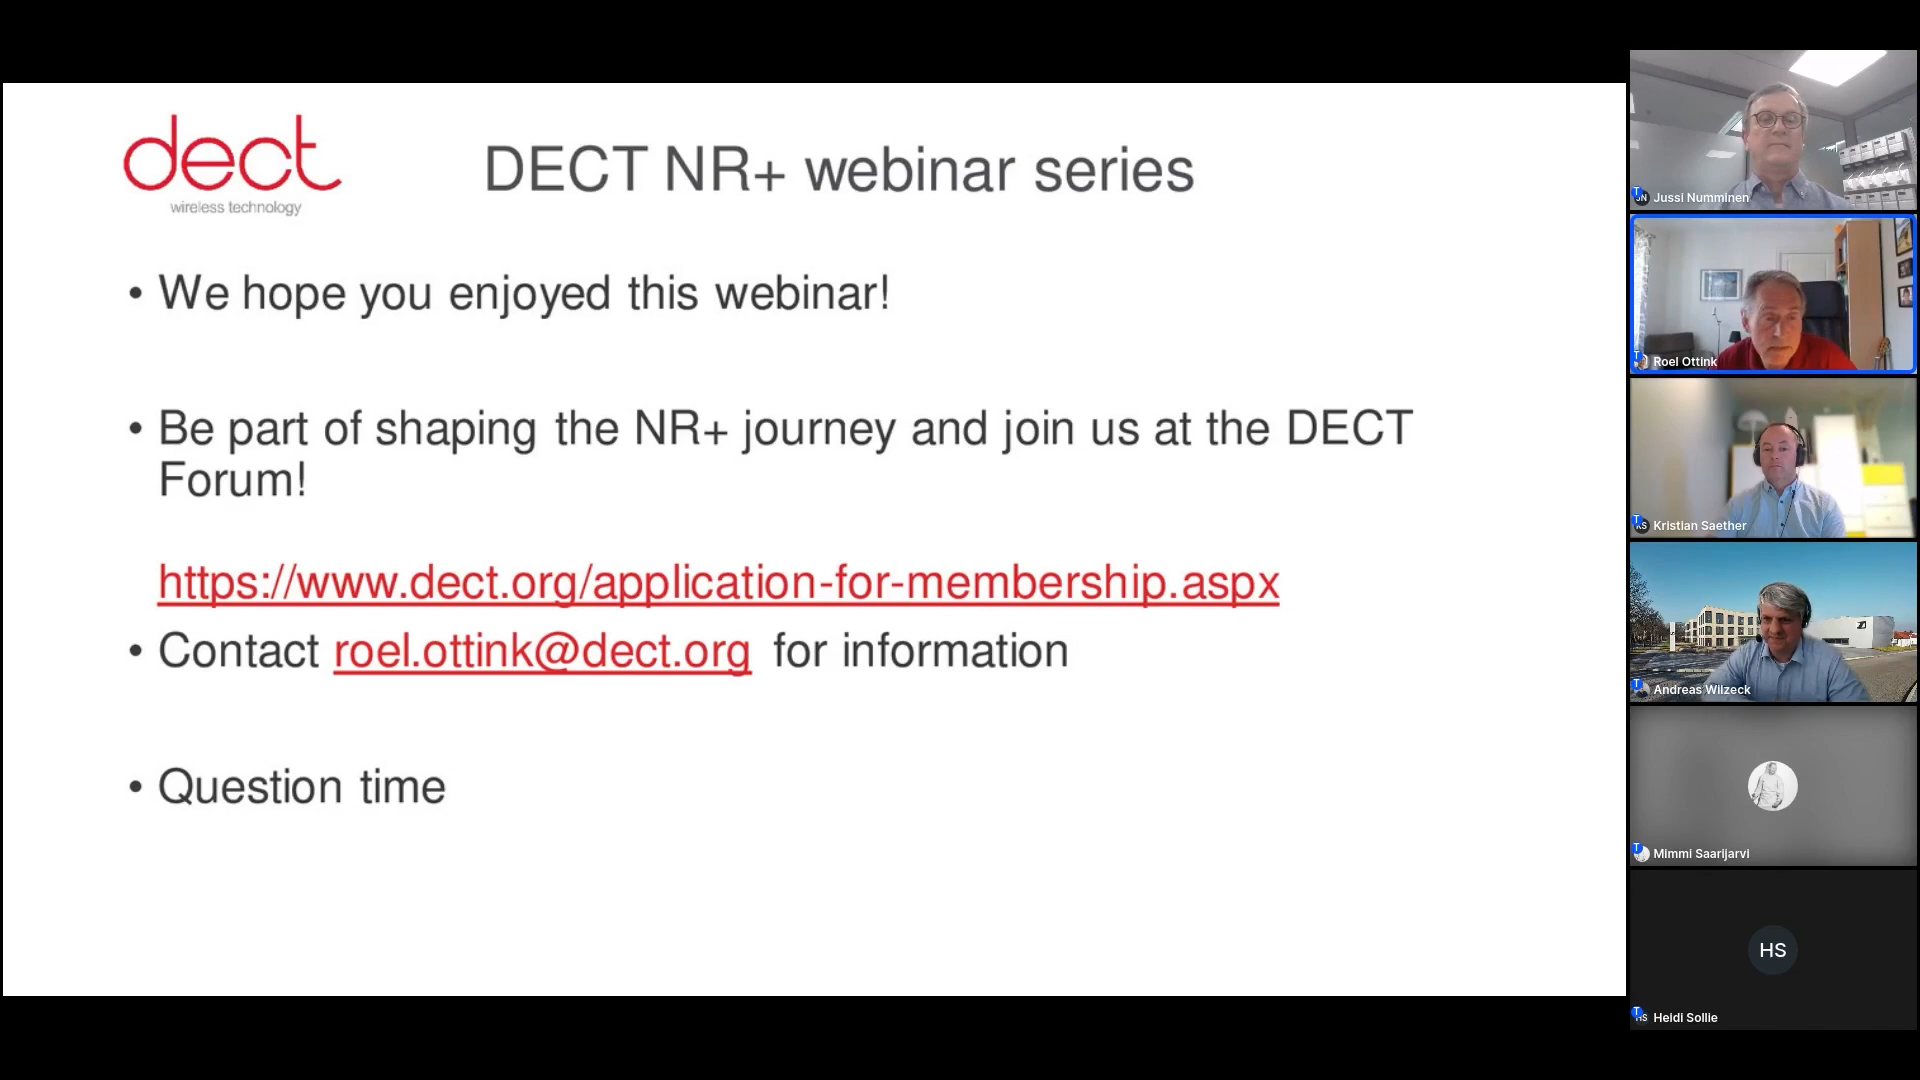 dect
wireless technology
DECT NR+ webinar series
• We hope you enjoyed this webinar!
• Be part of shaping the NR+ journey and join us at the DECT
Forum!
https://www.dect.org/application-for-membership.aspx
• Contact roel.ottink@dect.org for information
• Question time
T
JN
Jussi Numminen
T
Roel Ottink
T
KS
Kristian Saether
T
Andreas Wilzeck
T
Mimmi Saarijarvi
HS
T
HS
Heidi Sollie